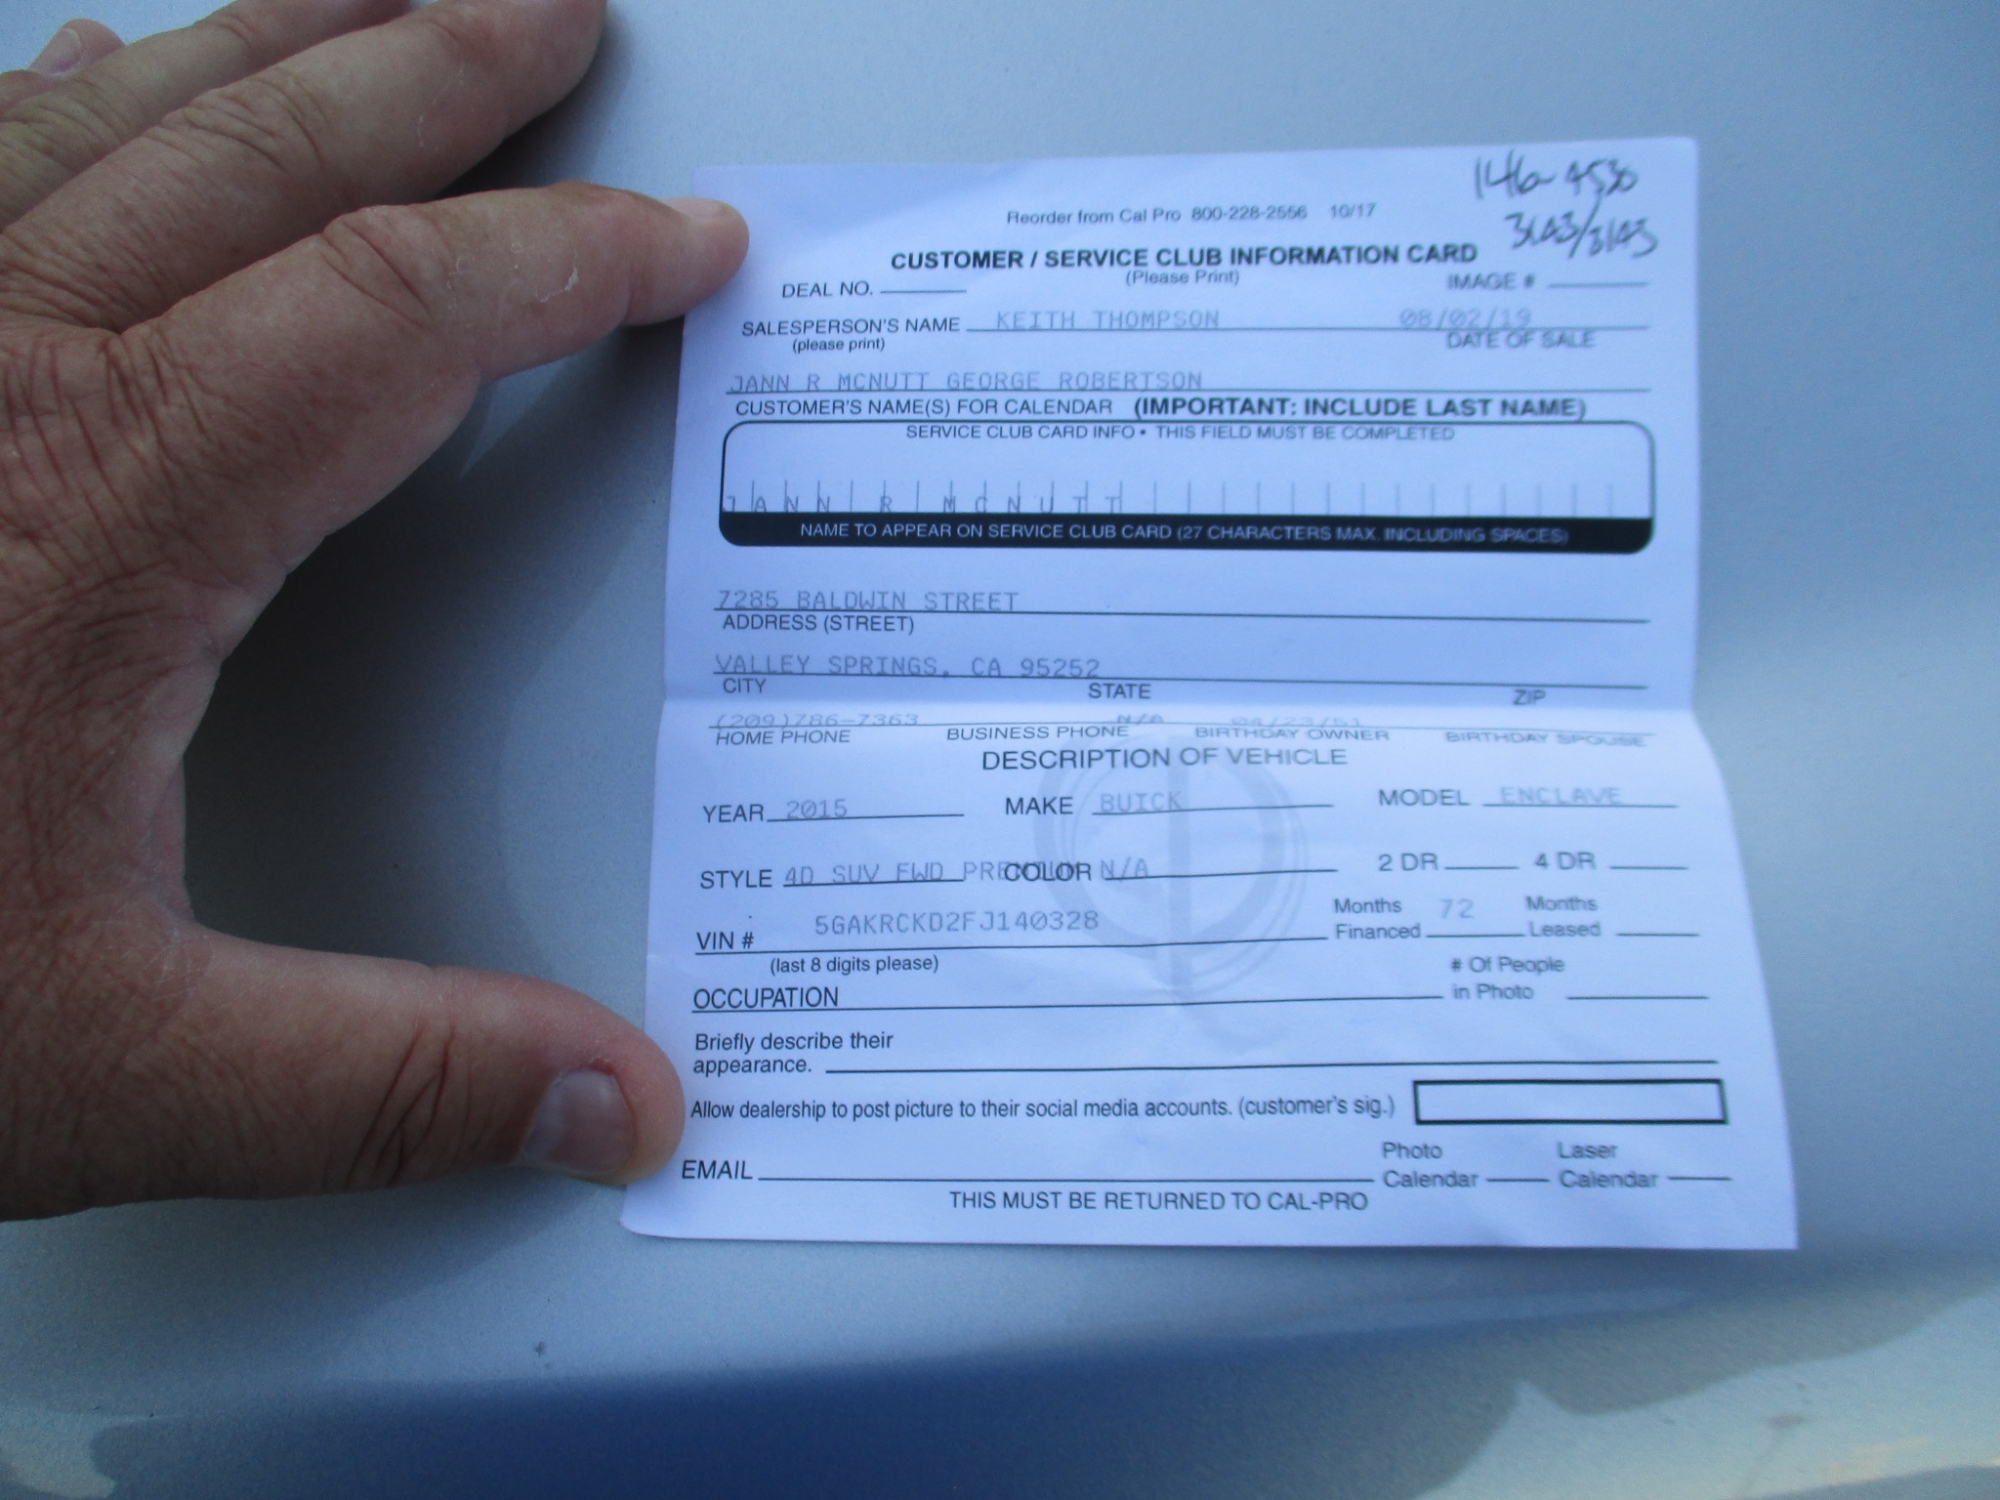 146- 4530
Reorder from Cal Pro 800-228-2556 10/17
CUSTOMER / SERVICE CLUB INFORMATION CARD
(Please Print)
DEAL NO.
IMAGE #
SALESPERSON'S NAME KEITH THOMPSON 08/02/19
(please print) DATE OF SALE
JANN R MCNUTT GEORGE ROBERTSON
CUSTOMER'S NAME(S) FOR CALENDAR (IMPORTANT: INCLUDE LAST NAME)
SERVICE CLUB CARD INFO • THIS FIELD MUST BE COMPLETED
JANN R MCNUTT
NAME TO APPEAR ON SERVICE CLUB CARD (27 CHARACTERS MAX. INCLUDING SPACES)
7285 BALDWIN STREET
ADDRESS (STREET)
VALLEY SPRINGS, CA 95252
CITY STATE ZIP
(209)786-7363 N/A 04/23/51
HOME PHONE BUSINESS PHONE BIRTHDAY OWNER BIRTHDAY SPOUSE
DESCRIPTION OF VEHICLE
YEAR 2015 MAKE BUICK MODEL ENCLAVE
STYLE 4D SUV FWD PREMIUM COLOR N/A 2 DR 4 DR
VIN # 5GAKRCKD2FJ140328 Months Financed 72 Months Leased
(last 8 digits please)
OCCUPATION # Of People in Photo
Briefly describe their
appearance.
Allow dealership to post picture to their social media accounts. (customer's sig.)
EMAIL Photo Calendar Laser Calendar
THIS MUST BE RETURNED TO CAL-PRO